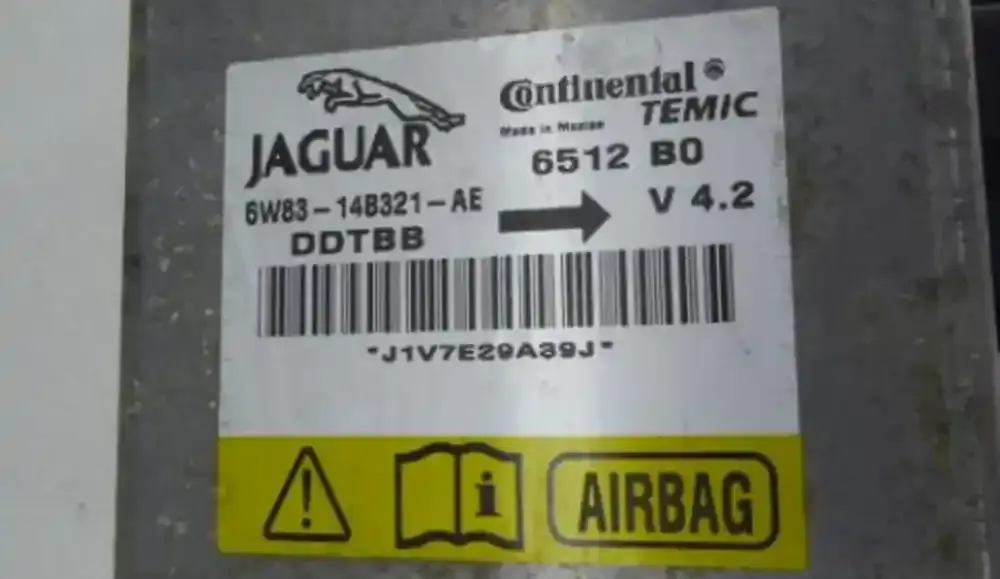 JAGUAR
Continental
TEMIC
Made in Mexico
6512 B0
6W83-14B321-AE
V 4.2
DDTBB
*J1V7E29A39J*
i
AIRBAG